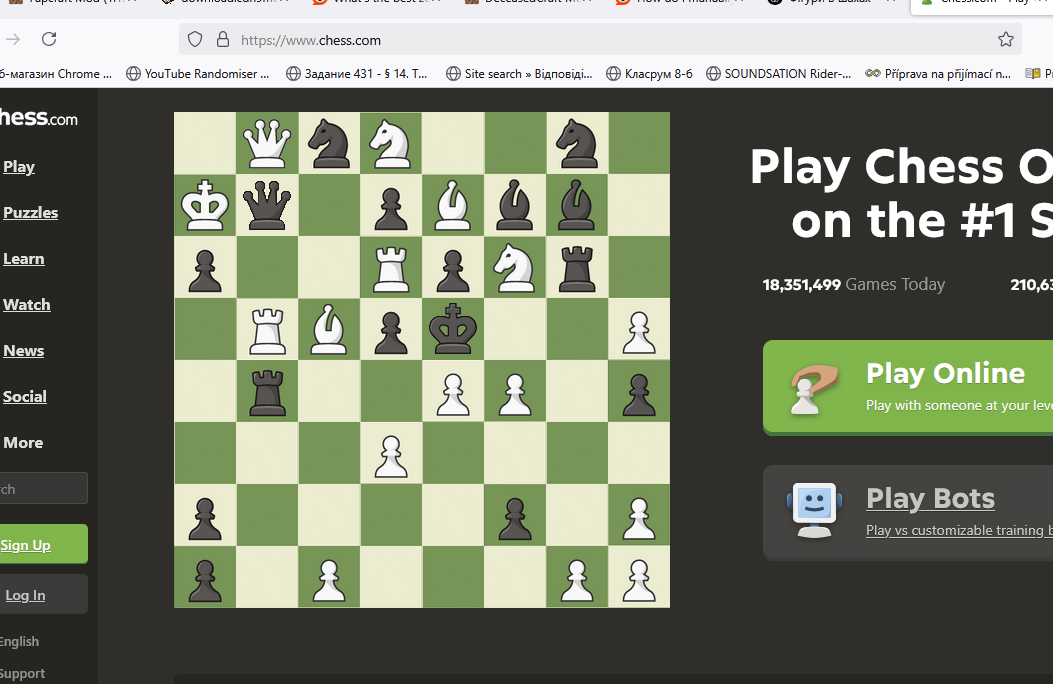 https://www.chess.com
б-магазин Chrome ... YouTube Randomiser ... Задание 431 - § 14. Т... Site search » Відповіді... Класрум 8-б SOUNDSATION Rider-... Příprava na přijímací n...
hess.com
Play
Puzzles
Learn
Watch
News
Social
More
rch
Sign Up
Log In
English
Support
Play Chess O
on the #1 S
18,351,499 Games Today 210,63
Play Online
Play with someone at your leve
Play Bots
Play vs customizable training b